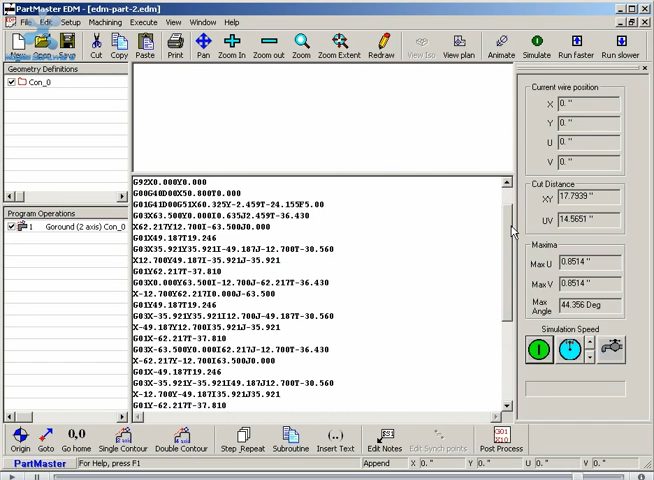 PartMaster EDM - [edm-part-2.edm]
File Edit Setup Machining Execute View Window Help
New Open Save Cut Copy Paste Print Pan Zoom In Zoom out Zoom Zoom Extent Redraw View Iso View plan Animate Simulate Run faster Run slower
Geometry Definitions
Con_0
Program Operations
1 Goround (2 axis) Con_0
G92X0.000Y0.000
G00G40D00X50.800T0.000
G01G41D00G51X60.325Y-2.459T-24.155F5.00
G03X63.500Y0.000I0.635J2.459T-36.430
X62.217Y12.700I-63.500J0.000
G01X49.187T19.246
G03X35.921Y35.921I-49.187J-12.700T-30.560
X12.700Y49.187I-35.921J-35.921
G01Y62.217T-37.810
G03X0.000Y63.500I-12.700J-62.217T-36.430
X-12.700Y62.217I0.000J-63.500
G01Y49.187T19.246
G03X-35.921Y35.921I12.700J-49.187T-30.560
X-49.187Y12.700I35.921J-35.921
G01X-62.217T-37.810
G03X-63.500Y0.000I62.217J-12.700T-36.430
X-62.217Y-12.700I63.500J0.000
G01X-49.187T19.246
G03X-35.921Y-35.921I49.187J12.700T-30.560
X-12.700Y-49.187I35.921J35.921
G01Y-62.217T-37.810
Current wire position
X 0. "
Y 0. "
U 0. "
V 0. "
Cut Distance
XY 17.7939 "
UV 14.5651 "
Maxima
Max U 0.8514 "
Max V 0.8514 "
Max Angle 44.356 Deg
Simulation Speed
Origin Goto Go home Single Contour Double Contour Step_Repeat Subroutine Insert Text Edit Notes Edit Synch points Post Process
0,0
(..)
G01
X10
PartMaster For Help, press F1 Append X 0. " Y 0. " U 0. " V 0. "